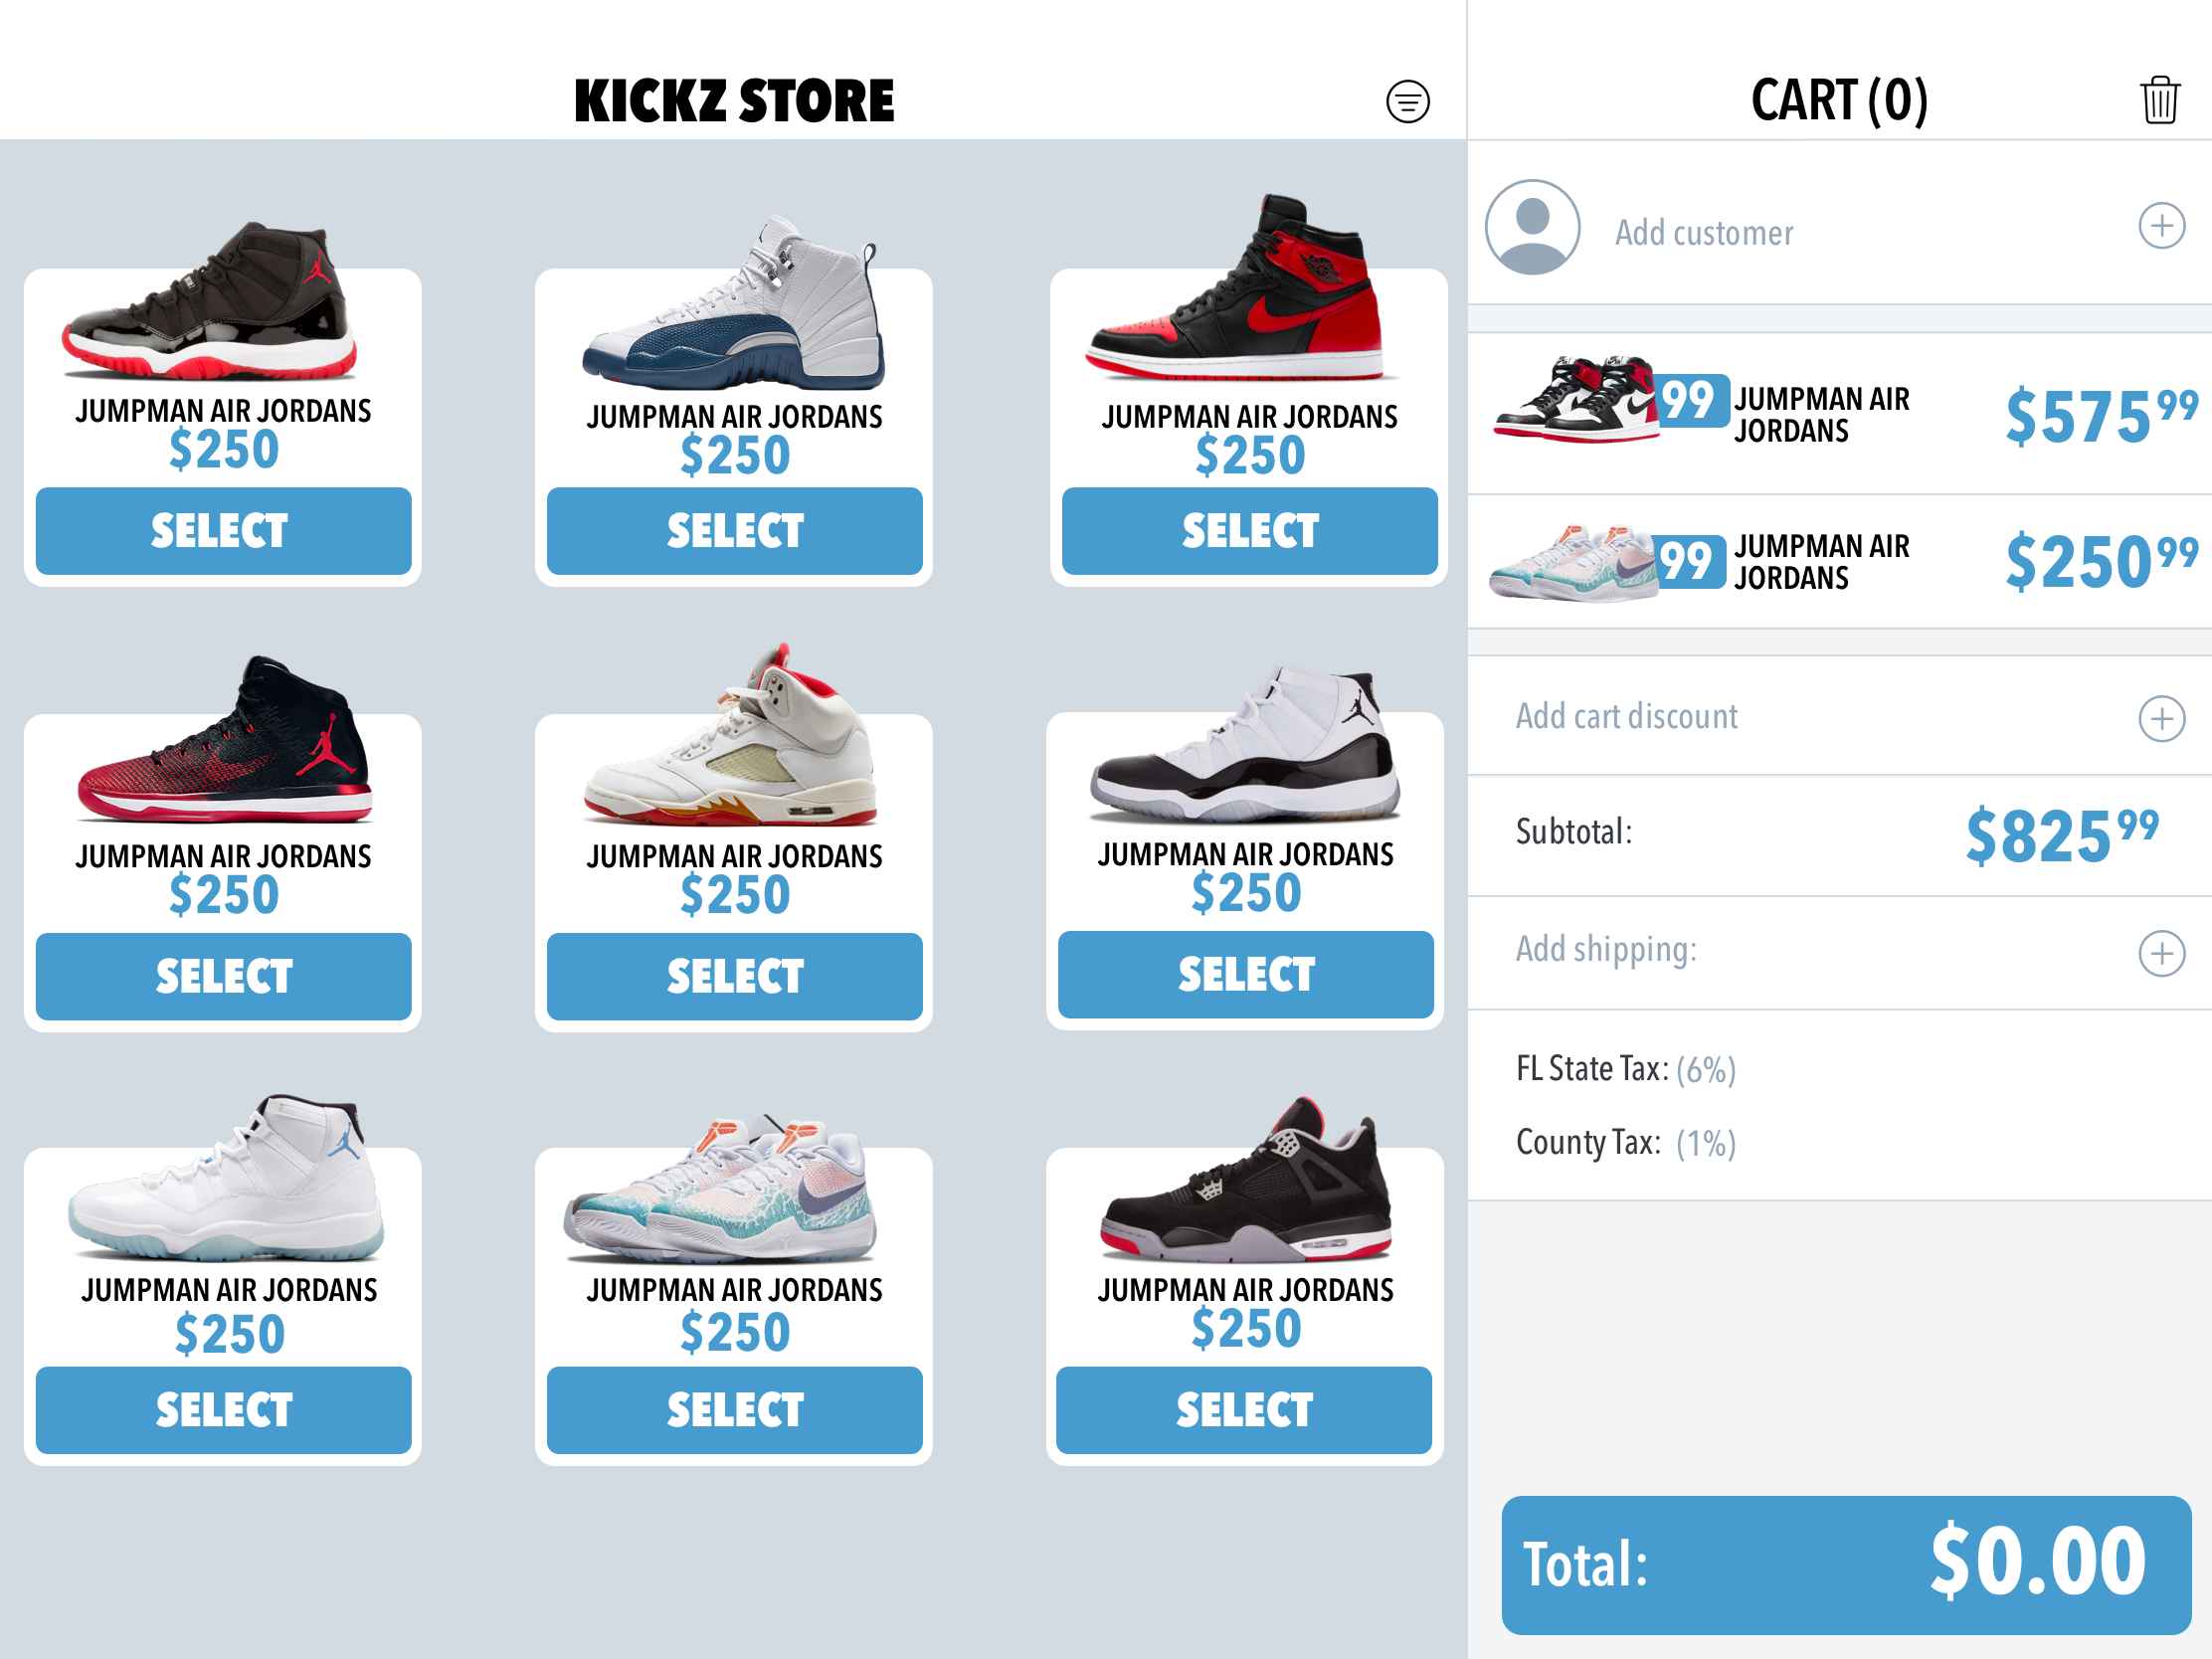 KICKZ STORE
JUMPMAN AIR JORDANS
$250
SELECT
JUMPMAN AIR JORDANS
$250
SELECT
JUMPMAN AIR JORDANS
$250
SELECT
JUMPMAN AIR JORDANS
$250
SELECT
JUMPMAN AIR JORDANS
$250
SELECT
JUMPMAN AIR JORDANS
$250
SELECT
JUMPMAN AIR JORDANS
$250
SELECT
JUMPMAN AIR JORDANS
$250
SELECT
JUMPMAN AIR JORDANS
$250
SELECT
CART (0)
Add customer
99 JUMPMAN AIR
JORDANS
$575 99
99 JUMPMAN AIR
JORDANS
$250 99
Add cart discount
Subtotal: $825 99
Add shipping:
FL State Tax: (6%)
County Tax: (1%)
Total: $0.00